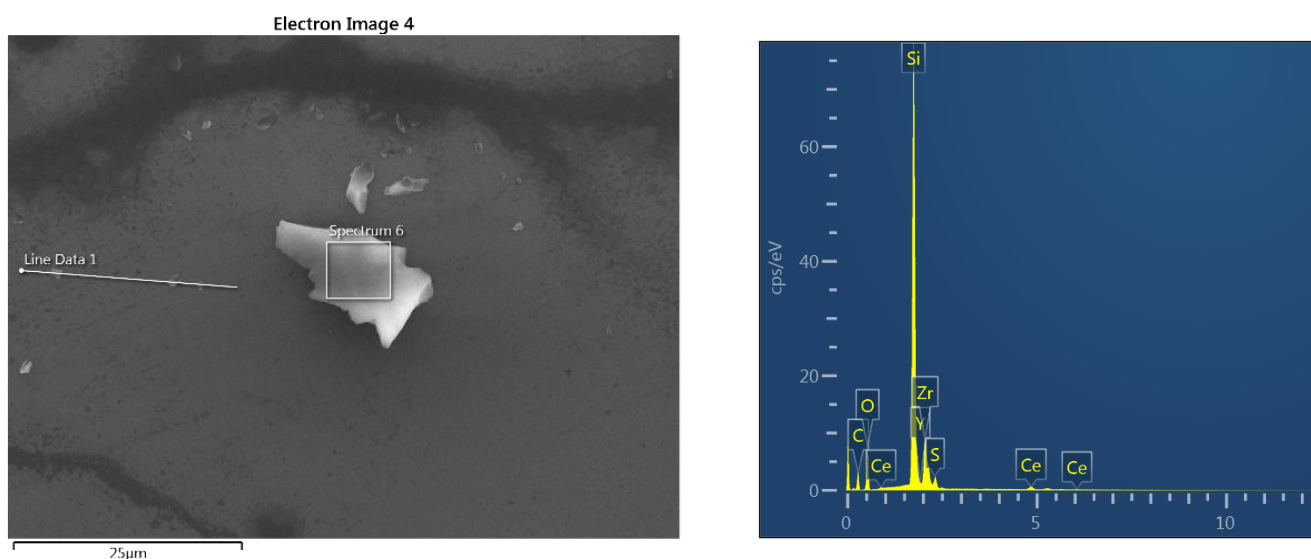 Electron Image 4
Spectrum 6
Line Data 1
25μm
cps/eV
60
40
20
0
Si
Zr
O
Y
C
S
Ce
Ce
Ce
0
5
10